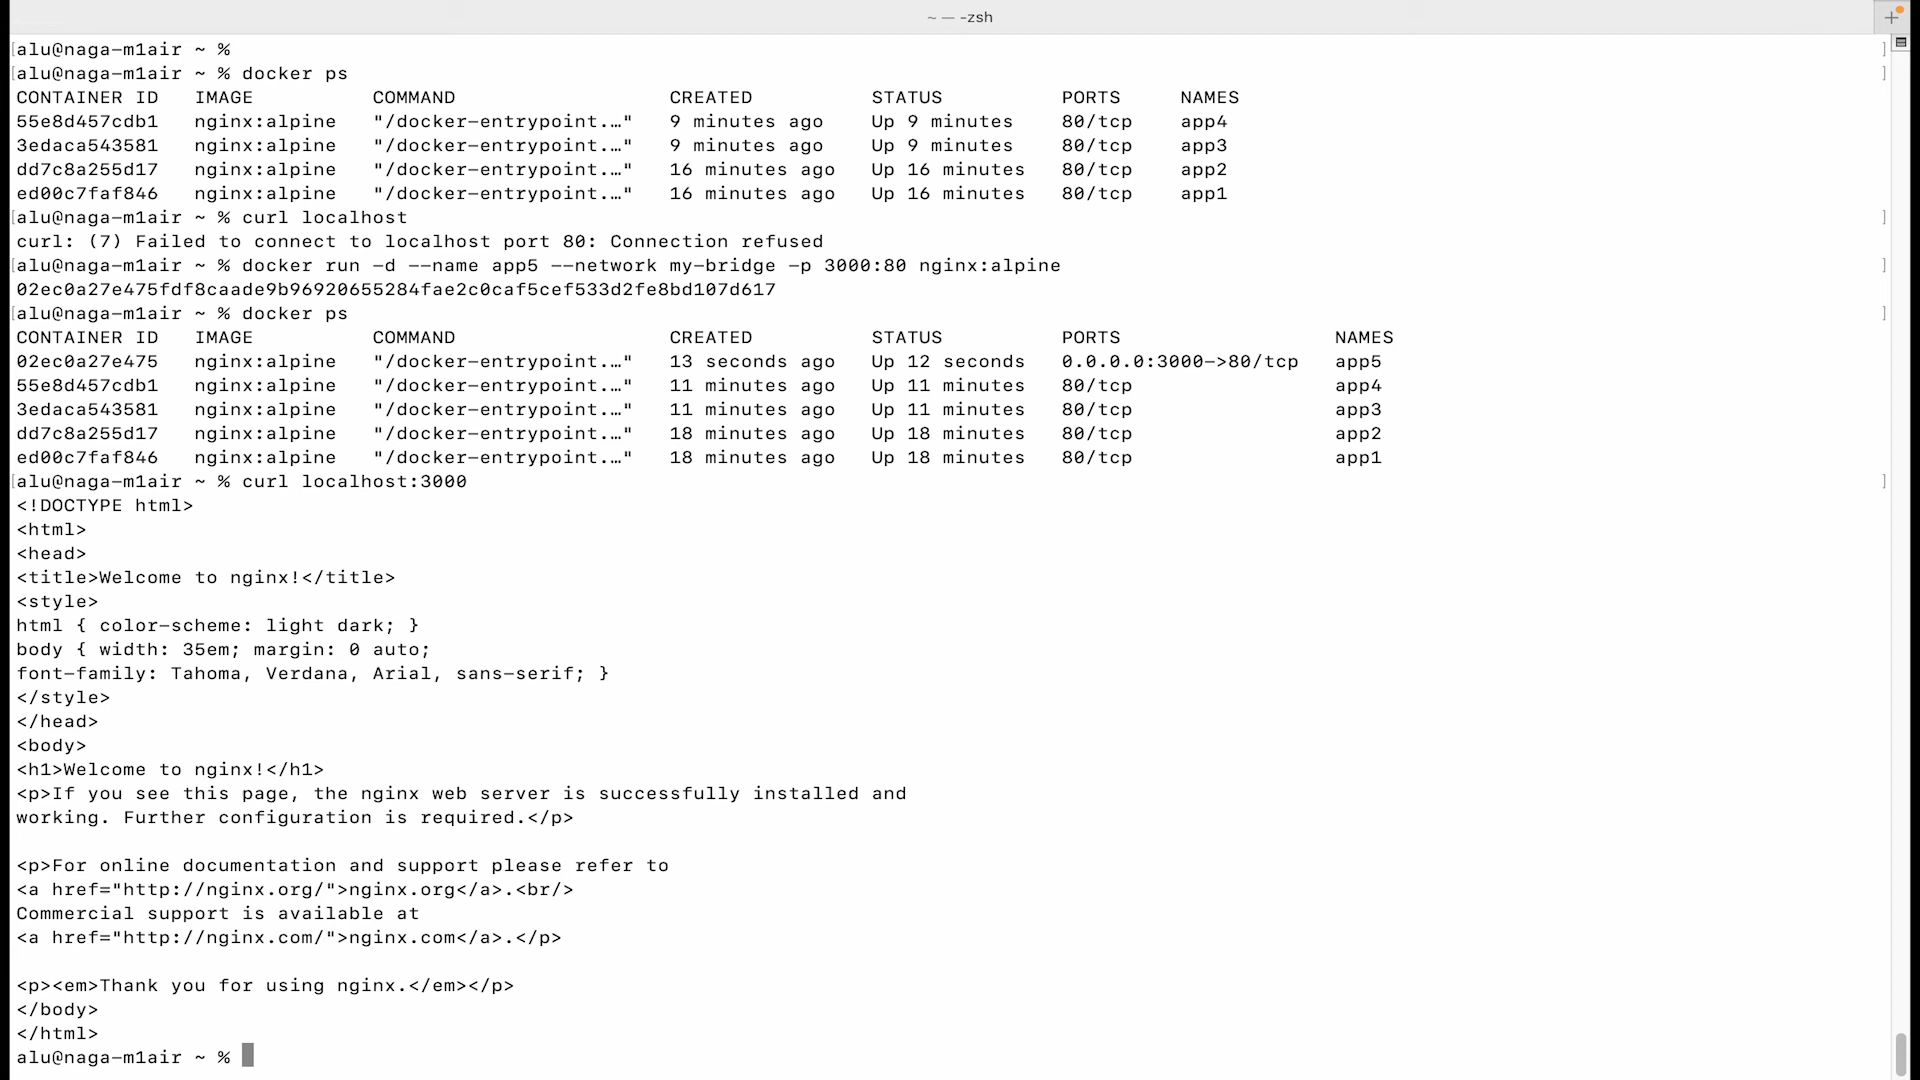 ~ — -zsh
alu@naga-m1air ~ %
alu@naga-m1air ~ % docker ps
CONTAINER ID   IMAGE          COMMAND                  CREATED          STATUS          PORTS     NAMES
55e8d457cdb1   nginx:alpine   "/docker-entrypoint.…"   9 minutes ago    Up 9 minutes    80/tcp    app4
3edaca543581   nginx:alpine   "/docker-entrypoint.…"   9 minutes ago    Up 9 minutes    80/tcp    app3
dd7c8a255d17   nginx:alpine   "/docker-entrypoint.…"   16 minutes ago   Up 16 minutes   80/tcp    app2
ed00c7faf846   nginx:alpine   "/docker-entrypoint.…"   16 minutes ago   Up 16 minutes   80/tcp    app1
alu@naga-m1air ~ % curl localhost
curl: (7) Failed to connect to localhost port 80: Connection refused
alu@naga-m1air ~ % docker run -d --name app5 --network my-bridge -p 3000:80 nginx:alpine
02ec0a27e475fdf8caade9b96920655284fae2c0caf5cef533d2fe8bd107d617
alu@naga-m1air ~ % docker ps
CONTAINER ID   IMAGE          COMMAND                  CREATED          STATUS          PORTS                  NAMES
02ec0a27e475   nginx:alpine   "/docker-entrypoint.…"   13 seconds ago   Up 12 seconds   0.0.0.0:3000->80/tcp   app5
55e8d457cdb1   nginx:alpine   "/docker-entrypoint.…"   11 minutes ago   Up 11 minutes   80/tcp                 app4
3edaca543581   nginx:alpine   "/docker-entrypoint.…"   11 minutes ago   Up 11 minutes   80/tcp                 app3
dd7c8a255d17   nginx:alpine   "/docker-entrypoint.…"   18 minutes ago   Up 18 minutes   80/tcp                 app2
ed00c7faf846   nginx:alpine   "/docker-entrypoint.…"   18 minutes ago   Up 18 minutes   80/tcp                 app1
alu@naga-m1air ~ % curl localhost:3000
<!DOCTYPE html>
<html>
<head>
<title>Welcome to nginx!</title>
<style>
html { color-scheme: light dark; }
body { width: 35em; margin: 0 auto;
font-family: Tahoma, Verdana, Arial, sans-serif; }
</style>
</head>
<body>
<h1>Welcome to nginx!</h1>
<p>If you see this page, the nginx web server is successfully installed and
working. Further configuration is required.</p>

<p>For online documentation and support please refer to
<a href="http://nginx.org/">nginx.org</a>.<br/>
Commercial support is available at
<a href="http://nginx.com/">nginx.com</a>.</p>

<p><em>Thank you for using nginx.</em></p>
</body>
</html>
alu@naga-m1air ~ %